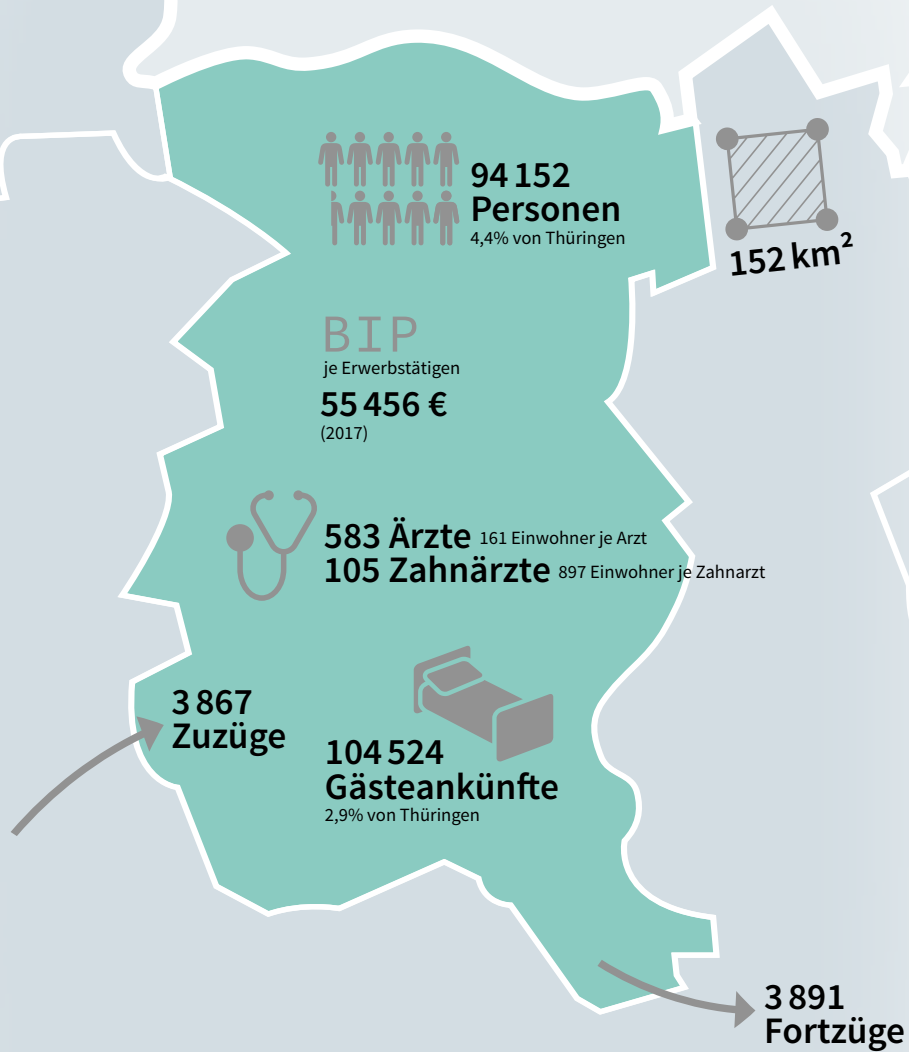 94 152
Personen
4,4% von Thüringen
152 km²
BIP
je Erwerbstätigen
55 456 €
(2017)
583 Ärzte 161 Einwohner je Arzt
105 Zahnärzte 897 Einwohner je Zahnarzt
3 867
Zuzüge
104 524
Gästeankünfte
2,9% von Thüringen
3 891
Fortzüge